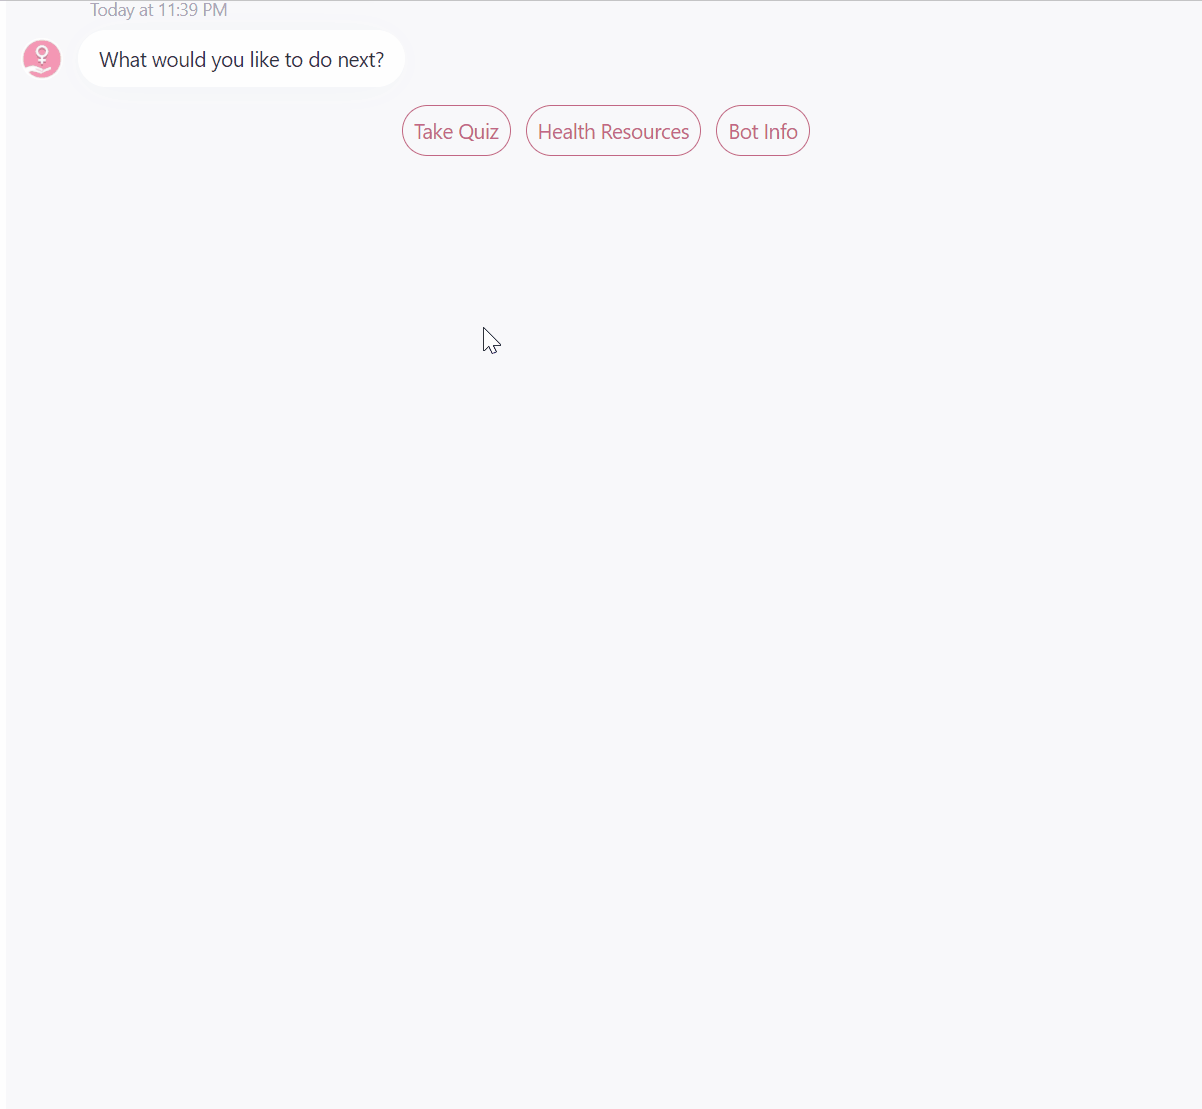 Today at 11:39 PM
What would you like to do next?
Take Quiz Health Resources Bot Info